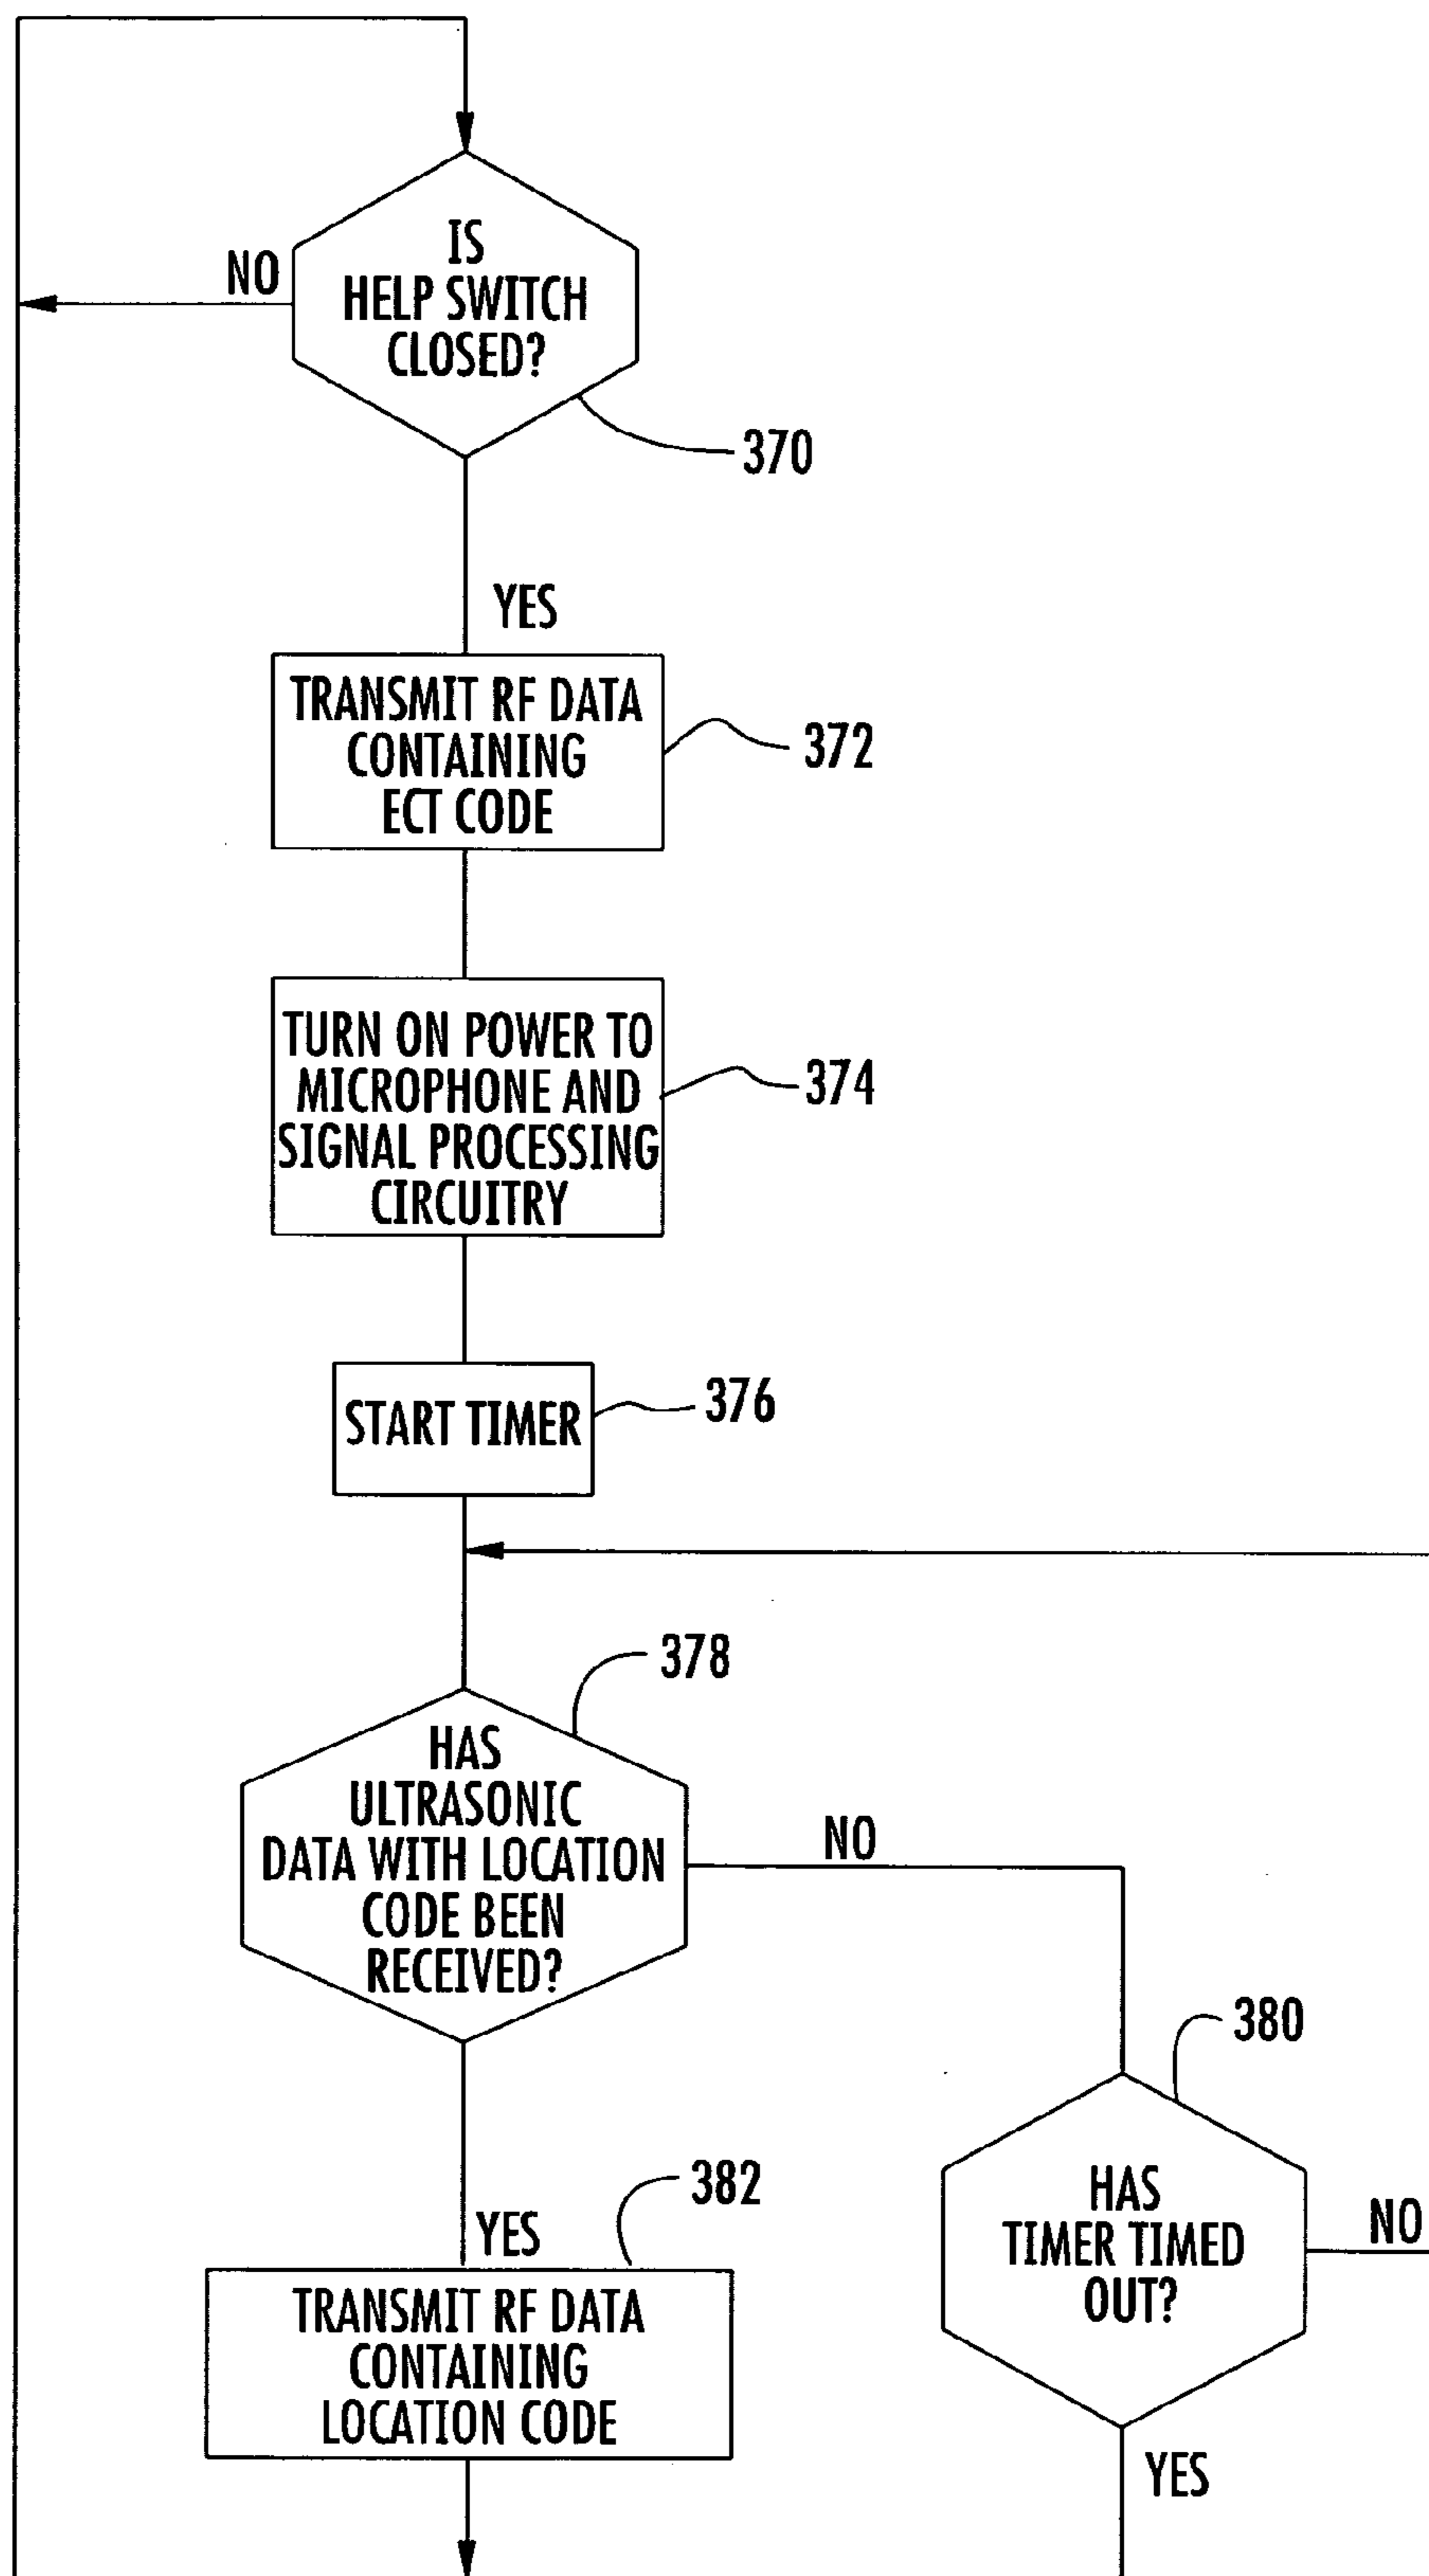 IS
HELP SWITCH
CLOSED?
NO
370
YES
TRANSMIT RF DATA
CONTAINING
ECT CODE
372
TURN ON POWER TO
MICROPHONE AND
SIGNAL PROCESSING
CIRCUITRY
374
START TIMER
376
378
HAS
ULTRASONIC
DATA WITH LOCATION
CODE BEEN
RECEIVED?
NO
380
HAS
TIMER TIMED
OUT?
NO
YES
382
YES
TRANSMIT RF DATA
CONTAINING
LOCATION CODE